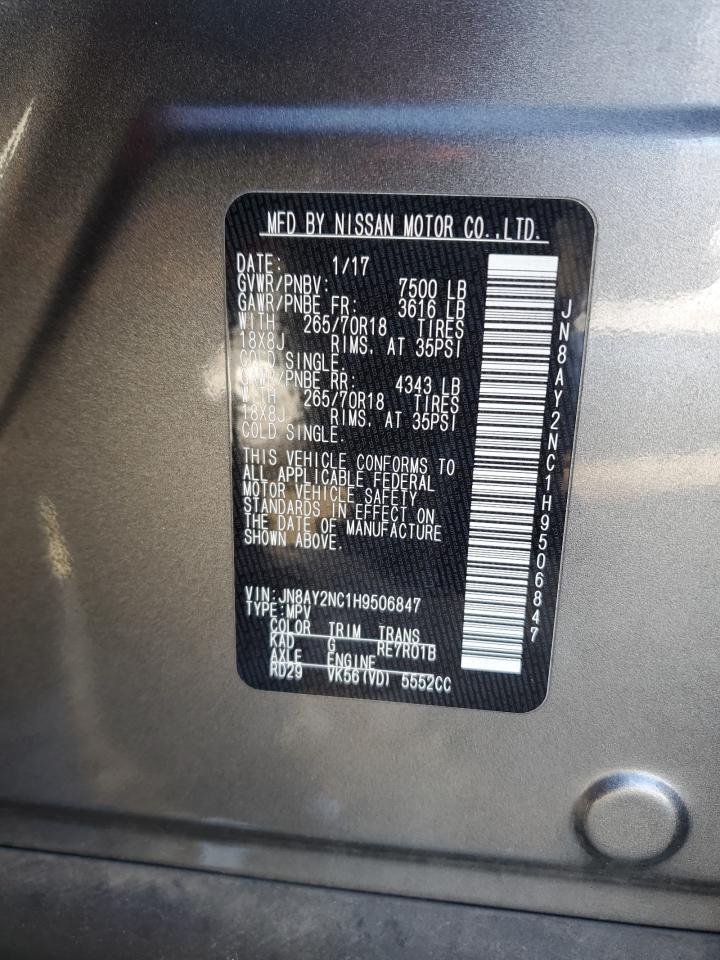 MFD BY NISSAN MOTOR CO.,LTD.
DATE: 1/17
GVWR/PNBV: 7500 LB
GAWR/PNBE FR: 3616 LB
WITH 265/70R18 TIRES
18X8J RIMS, AT 35PSI
COLD SINGLE.
GAWR/PNBE RR: 4343 LB
WITH 265/70R18 TIRES
18X8J RIMS, AT 35PSI
COLD SINGLE.
THIS VEHICLE CONFORMS TO
ALL APPLICABLE FEDERAL
MOTOR VEHICLE SAFETY
STANDARDS IN EFFECT ON
THE DATE OF MANUFACTURE
SHOWN ABOVE.
VIN:JN8AY2NC1H9506847
TYPE:MPV
COLOR TRIM TRANS
KAD G RE7R01B
AXLE ENGINE
RD29 VK56(VD) 5552CC
JN8AY2NC1H9506847